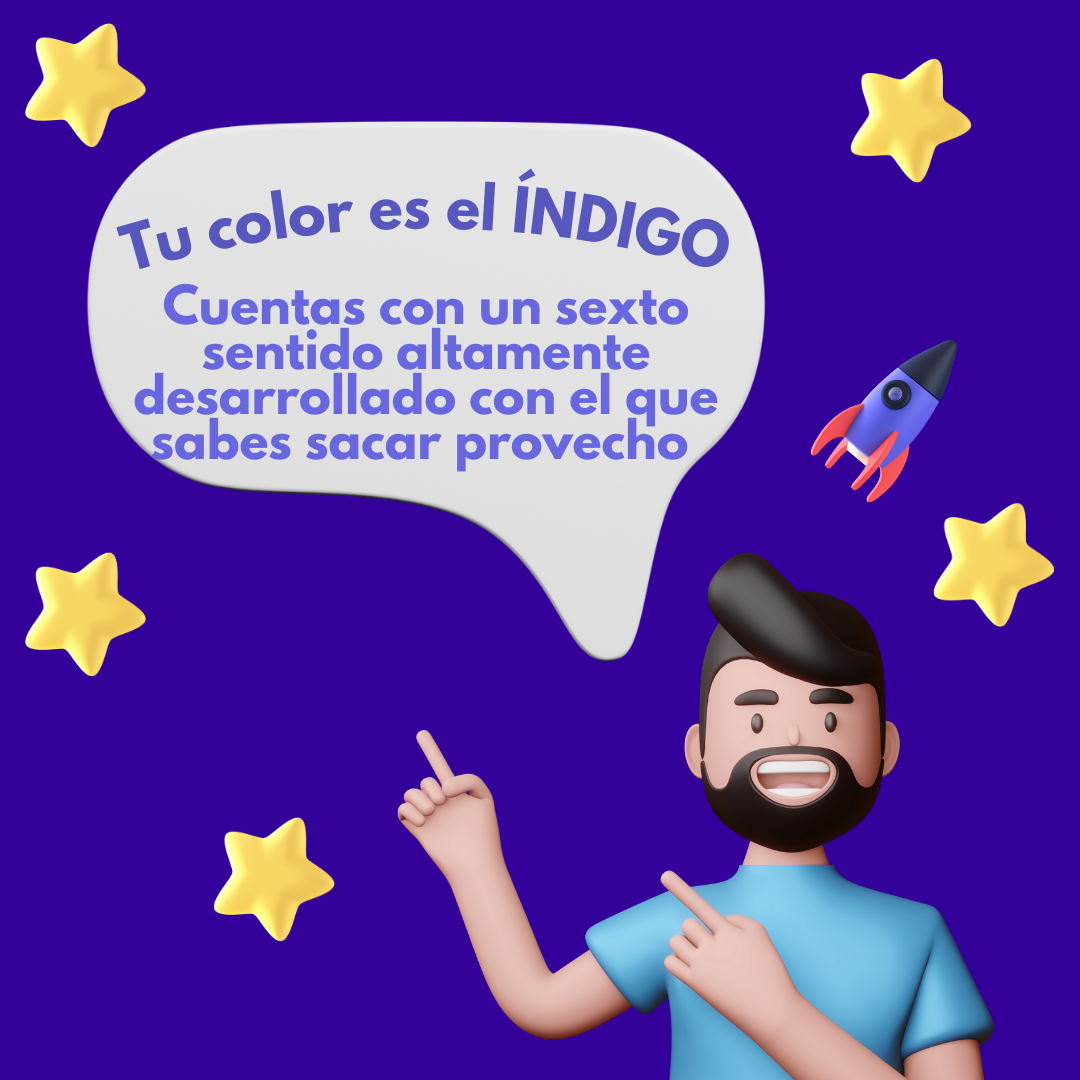 Tu color es el ÍNDIGO
Cuentas con un sexto
sentido altamente
desarrollado con el que
sabes sacar provecho